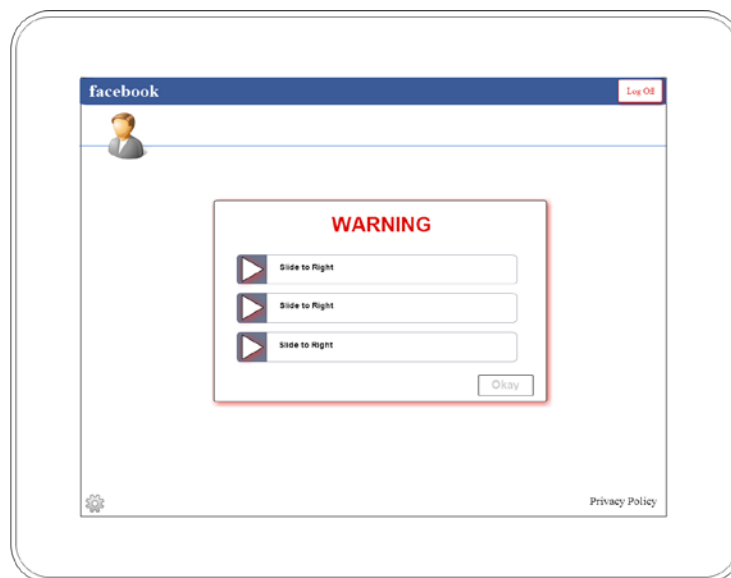 facebook
Log Off
WARNING
Slide to Right
Slide to Right
Slide to Right
Okay
Privacy Policy